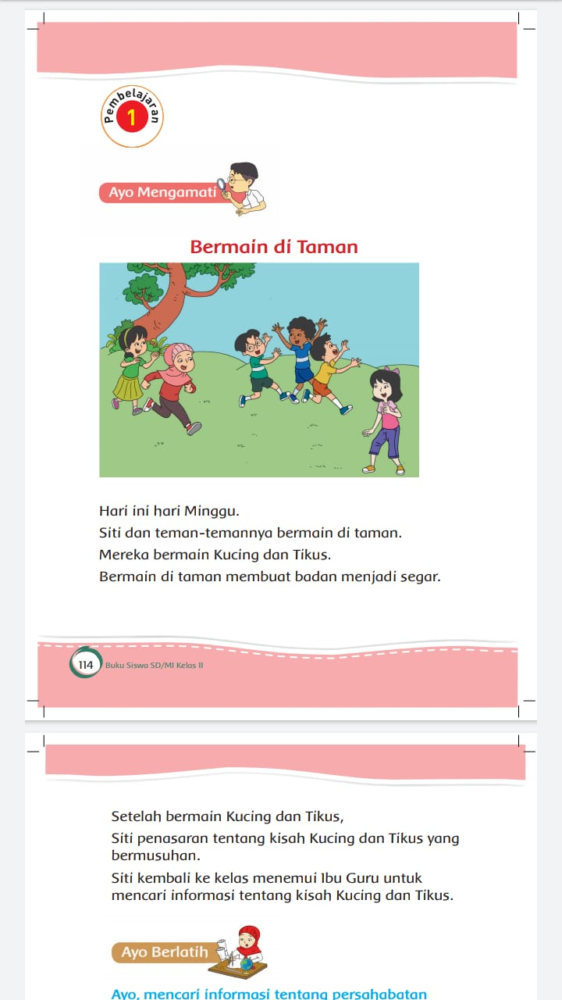 Pembelajaran
1
Ayo Mengamati
Bermain di Taman
Hari ini hari Minggu.
Siti dan teman-temannya bermain di taman.
Mereka bermain Kucing dan Tikus.
Bermain di taman membuat badan menjadi segar.
114
Buku Siswa SD/MI Kelas II
Setelah bermain Kucing dan Tikus,
Siti penasaran tentang kisah Kucing dan Tikus yang
bermusuhan.
Siti kembali ke kelas menemui Ibu Guru untuk
mencari informasi tentang kisah Kucing dan Tikus.
Ayo Berlatih
Ayo, mencari informasi tentang persahabatan